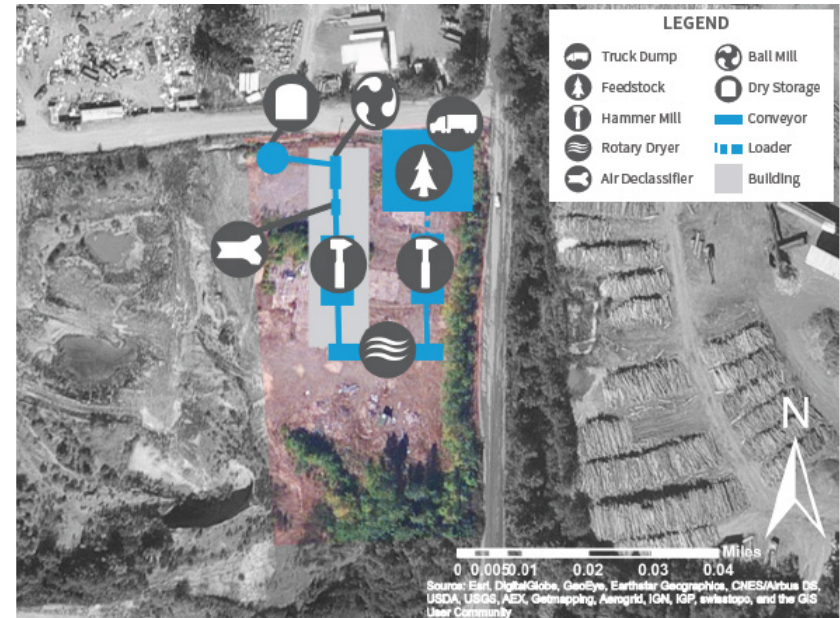 LEGEND
Truck Dump
Ball Mill
Feedstock
Dry Storage
Hammer Mill
Conveyor
Rotary Dryer
Loader
Air Declassifier
Building
N
Miles
0 0.005 0.01 0.02 0.03 0.04
Source: Esri, DigitalGlobe, GeoEye, Earthstar Geographics, CNES/Airbus DS,
USDA, USGS, AEX, Getmapping, Aerogrid, IGN, IGP, swisstopo, and the GIS
User Community